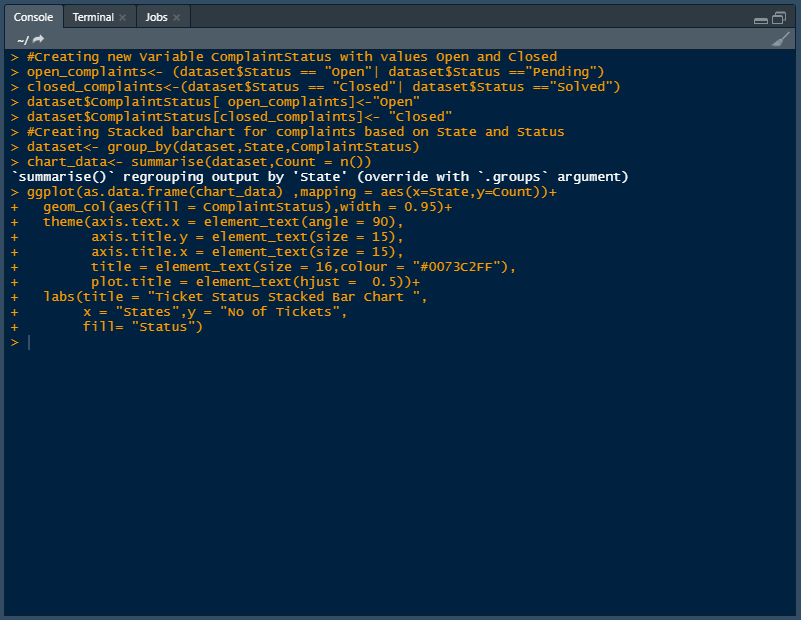 Console Terminal Jobs
~/
> #Creating new Variable ComplaintStatus with values Open and Closed
> open_complaints<- (dataset$Status == "Open"| dataset$Status =="Pending")
> closed_complaints<-(dataset$Status == "Closed"| dataset$Status =="Solved")
> dataset$ComplaintStatus[ open_complaints]<-"Open"
> dataset$ComplaintStatus[closed_complaints]<- "Closed"
> #Creating Stacked barchart for complaints based on State and Status
> dataset<- group_by(dataset,State,ComplaintStatus)
> chart_data<- summarise(dataset,Count = n())
`summarise()` regrouping output by 'State' (override with `.groups` argument)
> ggplot(as.data.frame(chart_data) ,mapping = aes(x=State,y=Count))+
+   geom_col(aes(fill = ComplaintStatus),width = 0.95)+
+   theme(axis.text.x = element_text(angle = 90),
+         axis.title.y = element_text(size = 15),
+         axis.title.x = element_text(size = 15),
+         title = element_text(size = 16,colour = "#0073C2FF"),
+         plot.title = element_text(hjust =  0.5))+
+   labs(title = "Ticket Status Stacked Bar Chart ",
+        x = "States",y = "No of Tickets",
+        fill= "Status")
>